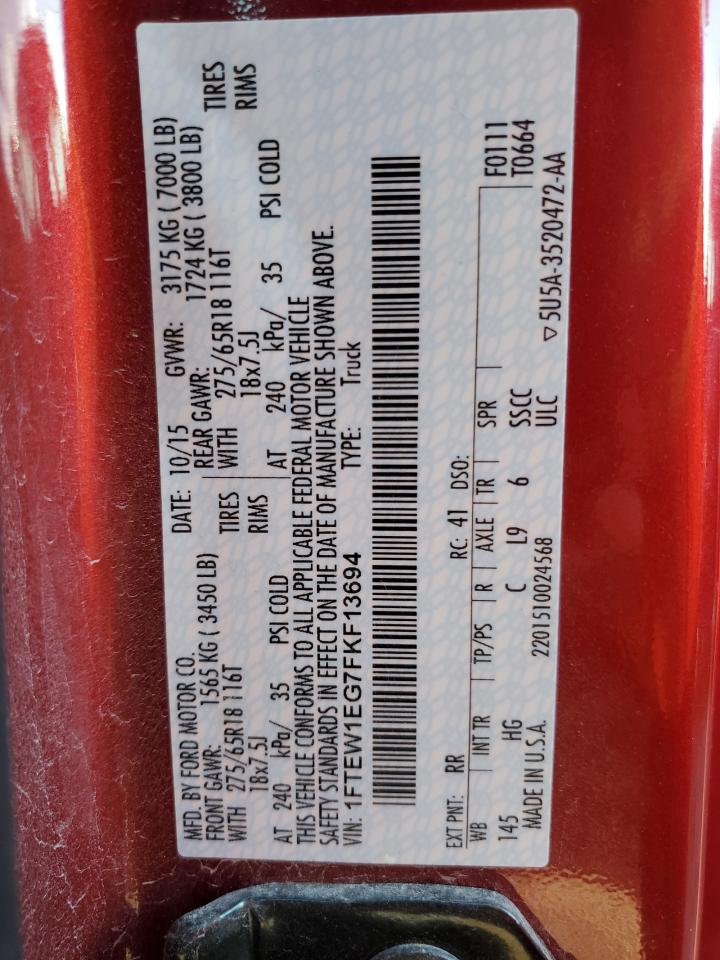 MFD. BY FORD MOTOR CO. DATE: 10/15 GVWR: 3175 KG ( 7000 LB)
FRONT GAWR: 1565 KG ( 3450 LB) REAR GAWR: 1724 KG ( 3800 LB)
WITH 275/65R18 116T TIRES WITH 275/65R18 116T TIRES
18x7.5J RIMS 18x7.5J RIMS
AT 240 kPa/ 35 PSI COLD AT 240 kPa/ 35 PSI COLD
THIS VEHICLE CONFORMS TO ALL APPLICABLE FEDERAL MOTOR VEHICLE
SAFETY STANDARDS IN EFFECT ON THE DATE OF MANUFACTURE SHOWN ABOVE.
VIN: 1FTEW1EG7FKF13694 TYPE: Truck
EXT PNT: RR RC: 41 DSO:
WB INT TR TP/PS R AXLE TR SPR F0111
145 HG C L9 6 SSCC T0664
MADE IN U.S.A. 2201510024568 ULC
▽ 5U5A-3520472-AA